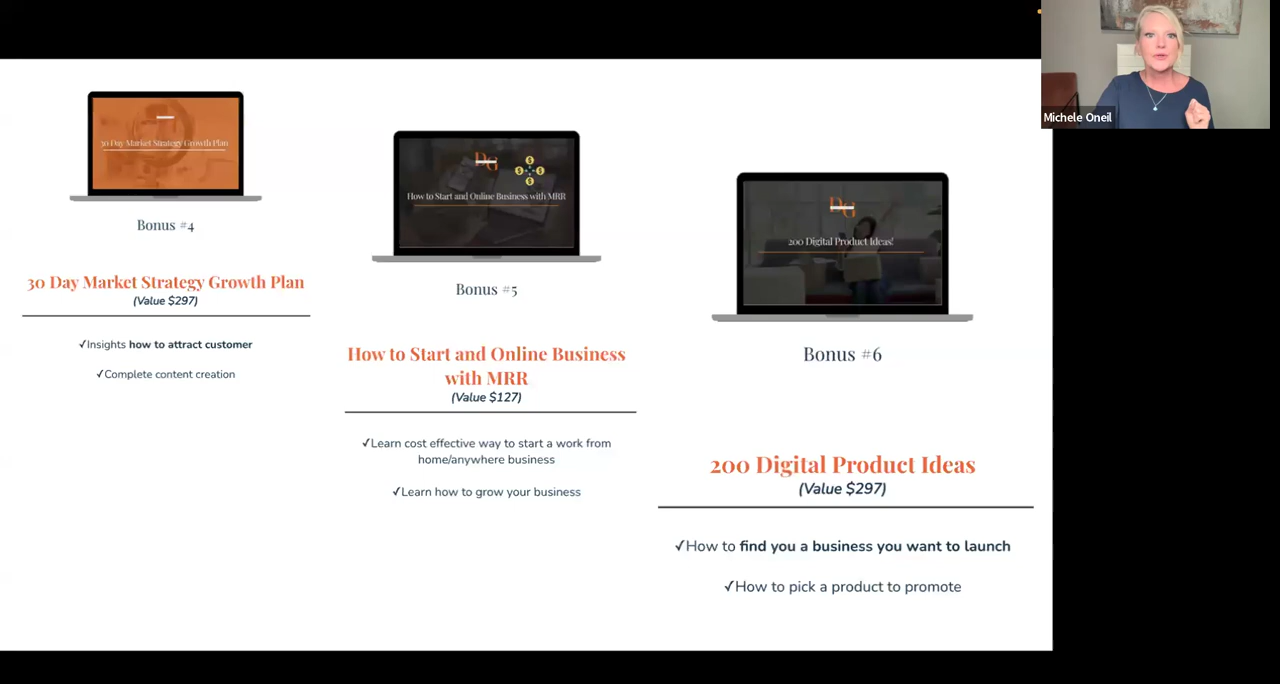 Michele Oneil
30 Day Market Strategy Growth Plan
Bonus #4
30 Day Market Strategy Growth Plan
(Value $297)
✓Insights how to attract customer
✓Complete content creation
DG
How to Start and Online Business with MRR
Bonus #5
How to Start and Online Business
with MRR
(Value $127)
✓Learn cost effective way to start a work from
home/anywhere business
✓Learn how to grow your business
DG
200 Digital Product Ideas!
Bonus #6
200 Digital Product Ideas
(Value $297)
✓How to find you a business you want to launch
✓How to pick a product to promote